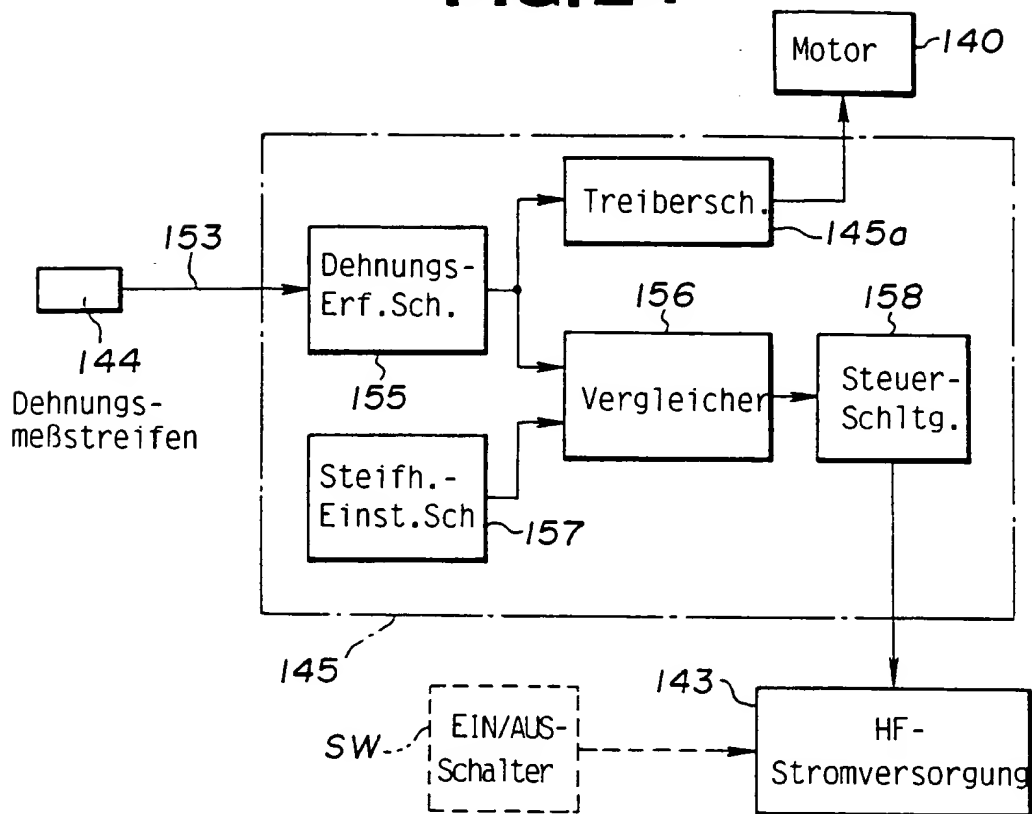 Motor
140
Treibersch.
145a
153
Dehnungs-
Erf.Sch.
155
144
Dehnungs-
meßstreifen
156
Vergleicher
158
Steuer-
Schltg.
Steifh.-
Einst.Sch
157
145
SW
EIN/AUS-
Schalter
143
HF-
Stromversorgung